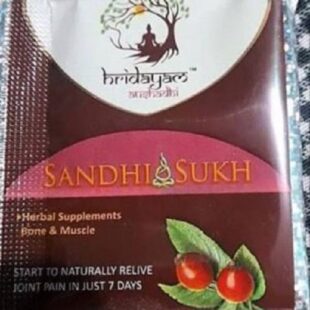 hridayam™
aushadhi
SANDHI SUKH
Herbal Supplements
Bone & Muscle
START TO NATURALLY RELIVE
JOINT PAIN IN JUST 7 DAYS